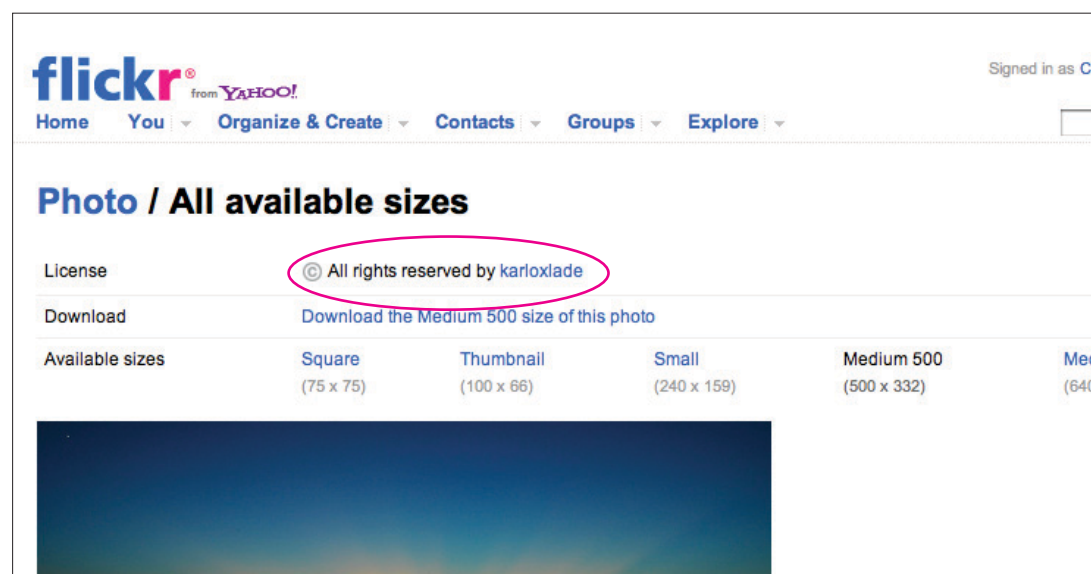 flickr® from YAHOO!
Signed in as C
Home You Organize & Create Contacts Groups Explore
Photo / All available sizes
License © All rights reserved by karloxlade
Download Download the Medium 500 size of this photo
Available sizes Square Thumbnail Small Medium 500 Me
(75 x 75) (100 x 66) (240 x 159) (500 x 332) (640